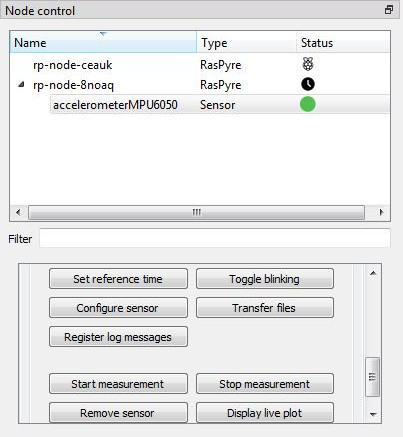 Node control
Name Type Status
rp-node-ceauk RasPyre
rp-node-8noaq RasPyre
accelerometerMPU6050 Sensor
Filter
Set reference time Toggle blinking
Configure sensor Transfer files
Register log messages
Start measurement Stop measurement
Remove sensor Display live plot